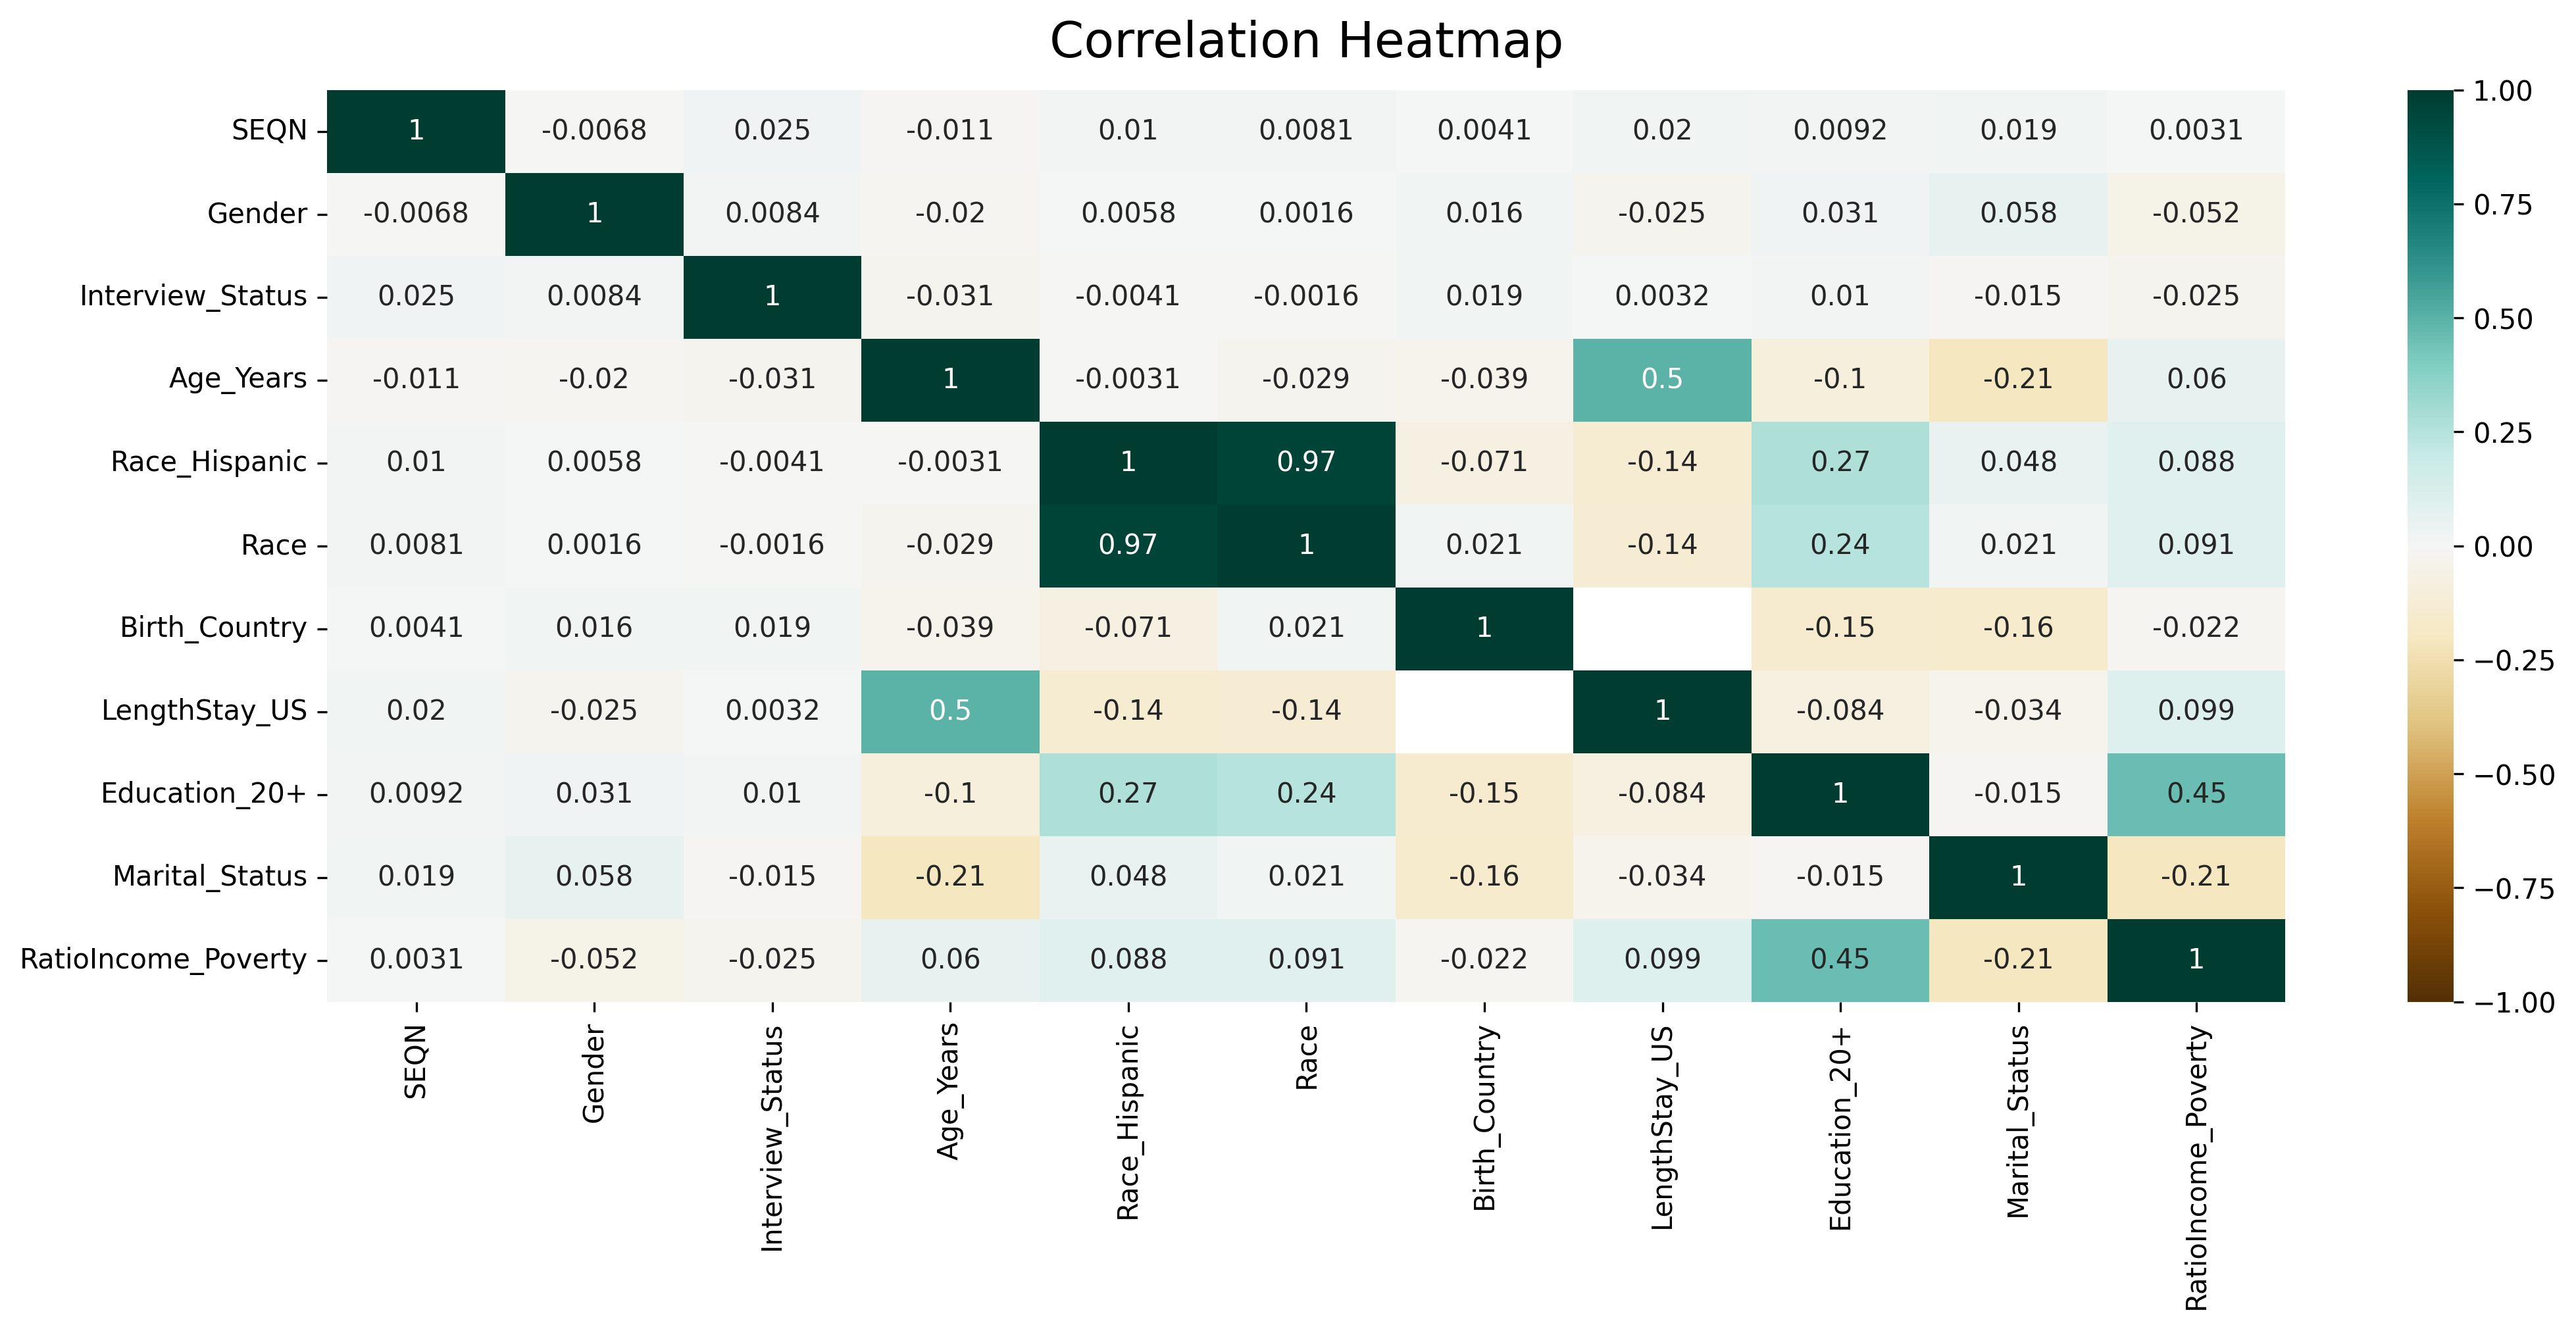 Correlation Heatmap
SEQN 1 -0.0068 0.025 -0.011 0.01 0.0081 0.0041 0.02 0.0092 0.019 0.0031
Gender -0.0068 1 0.0084 -0.02 0.0058 0.0016 0.016 -0.025 0.031 0.058 -0.052
Interview_Status 0.025 0.0084 1 -0.031 -0.0041 -0.0016 0.019 0.0032 0.01 -0.015 -0.025
Age_Years -0.011 -0.02 -0.031 1 -0.0031 -0.029 -0.039 0.5 -0.1 -0.21 0.06
Race_Hispanic 0.01 0.0058 -0.0041 -0.0031 1 0.97 -0.071 -0.14 0.27 0.048 0.088
Race 0.0081 0.0016 -0.0016 -0.029 0.97 1 0.021 -0.14 0.24 0.021 0.091
Birth_Country 0.0041 0.016 0.019 -0.039 -0.071 0.021 1 -0.15 -0.16 -0.022
LengthStay_US 0.02 -0.025 0.0032 0.5 -0.14 -0.14 1 -0.084 -0.034 0.099
Education_20+ 0.0092 0.031 0.01 -0.1 0.27 0.24 -0.15 -0.084 1 -0.015 0.45
Marital_Status 0.019 0.058 -0.015 -0.21 0.048 0.021 -0.16 -0.034 -0.015 1 -0.21
RatioIncome_Poverty 0.0031 -0.052 -0.025 0.06 0.088 0.091 -0.022 0.099 0.45 -0.21 1
SEQN
Gender
Interview_Status
Age_Years
Race_Hispanic
Race
Birth_Country
LengthStay_US
Education_20+
Marital_Status
RatioIncome_Poverty
1.00
0.75
0.50
0.25
0.00
−0.25
−0.50
−0.75
−1.00